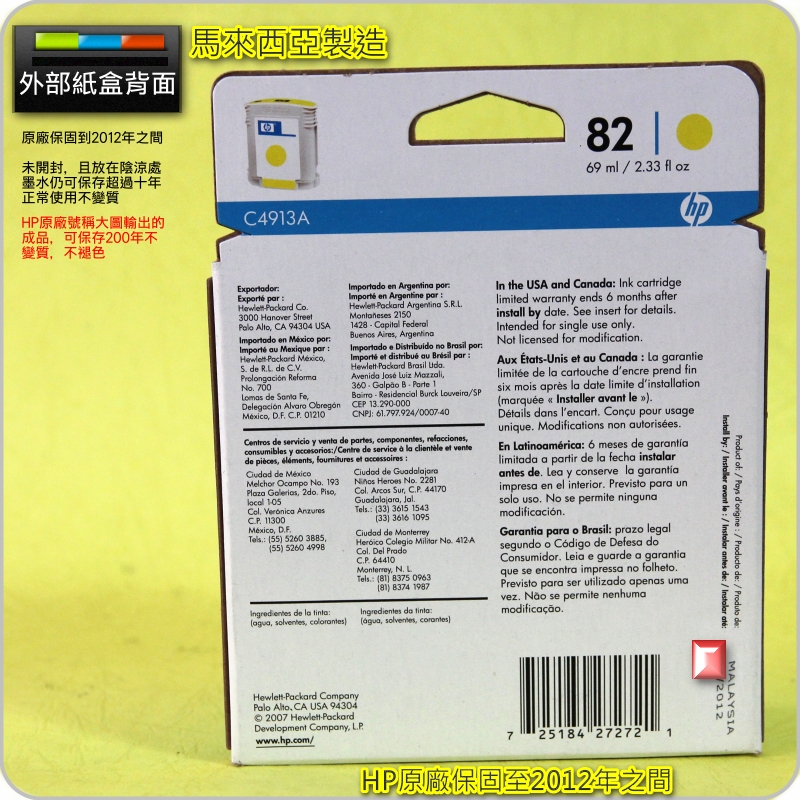 馬來西亞製造
外部紙盒背面
原廠保固到2012年之間
未開封，且放在陰涼處
墨水仍可保存超過十年
正常使用不變質
HP原廠號稱大圖輸出的
成品，可保存200年不
變質，不褪色
hp
82
69 ml / 2.33 fl oz
C4913A
hp
Exportador:
Exporté par :
Hewlett-Packard Co.
3000 Hanover Street
Palo Alto, CA 94304 USA
Importado en México por:
Importé au Mexique par :
Hewlett-Packard México,
S. de R.L. de C.V.
Prolongación Reforma
No. 700
Lomas de Santa Fe,
Delegación Alvaro Obregón
México, D.F. C.P. 01210
Importado en Argentina por:
Importé en Argentine par :
Hewlett-Packard Argentina S.R.L.
Montañeses 2150
1428 - Capital Federal
Buenos Aires, Argentina
Importado e Distribuído no Brasil por:
Importé et distribué au Brésil par :
Hewlett-Packard Brasil Ltda.
Avenida José Luiz Mazzali,
360 - Galpão B - Parte 1
Bairro - Residencial Burck Louveira/SP
CEP 13.290-000
CNPJ: 61.797.924/0007-40
Centros de servicio y venta de partes, componentes, refacciones,
consumibles y accesorios:/Centre de service à la clientèle et vente
de pièces, éléments, fournitures et accessoires :
Ciudad de México
Melchor Ocampo No. 193
Plaza Galerías, 2do. Piso,
local 1-05
Col. Verónica Anzures
C.P. 11300
México, D.F.
Tels.: (55) 5260 3885,
(55) 5260 4998
Ciudad de Guadalajara
Niños Heroes No. 2281
Col. Arcos Sur, C.P. 44170
Guadalajara, Jal.
Tels.: (33) 3615 1543
(33) 3616 1095
Ciudad de Monterrey
Heróico Colegio Militar No. 412-A
Col. Del Prado
C.P. 64410
Monterrey, N. L.
Tels.: (81) 8375 0963
(81) 8374 1987
Ingredientes de la tinta:
(agua, solventes, colorantes)
Ingredientes da tinta:
(água, solventes, corantes)
In the USA and Canada: Ink cartridge
limited warranty ends 6 months after
install by date. See insert for details.
Intended for single use only.
Not licensed for modification.
Aux États-Unis et au Canada : La garantie
limitée de la cartouche d'encre prend fin
six mois après la date limite d'installation
(marquée « Installer avant le »).
Détails dans l'encart. Conçu pour usage
unique. Modifications non autorisées.
En Latinoamérica: 6 meses de garantía
limitada a partir de la fecha instalar
antes de. Lea y conserve la garantía
impresa en el interior. Previsto para un
solo uso. No se permite ninguna
modificación.
Garantia para o Brasil: prazo legal
segundo o Código de Defesa do
Consumidor. Leia e guarde a garantia
que se encontra impressa no folheto.
Previsto para ser utilizado apenas uma
vez. Não se permite nenhuma
modificação.
Product of: / Pays d'origine : / Producto de: / Produto de:
Install by: / Installer avant le : / Instalar antes de: / Instalar até:
MALAYSIA
/2012
Hewlett-Packard Company
Palo Alto, CA USA 94304
© 2007 Hewlett-Packard
Development Company, L.P.
www.hp.com/
7 25184 27272 1
HP原廠保固至2012年之間